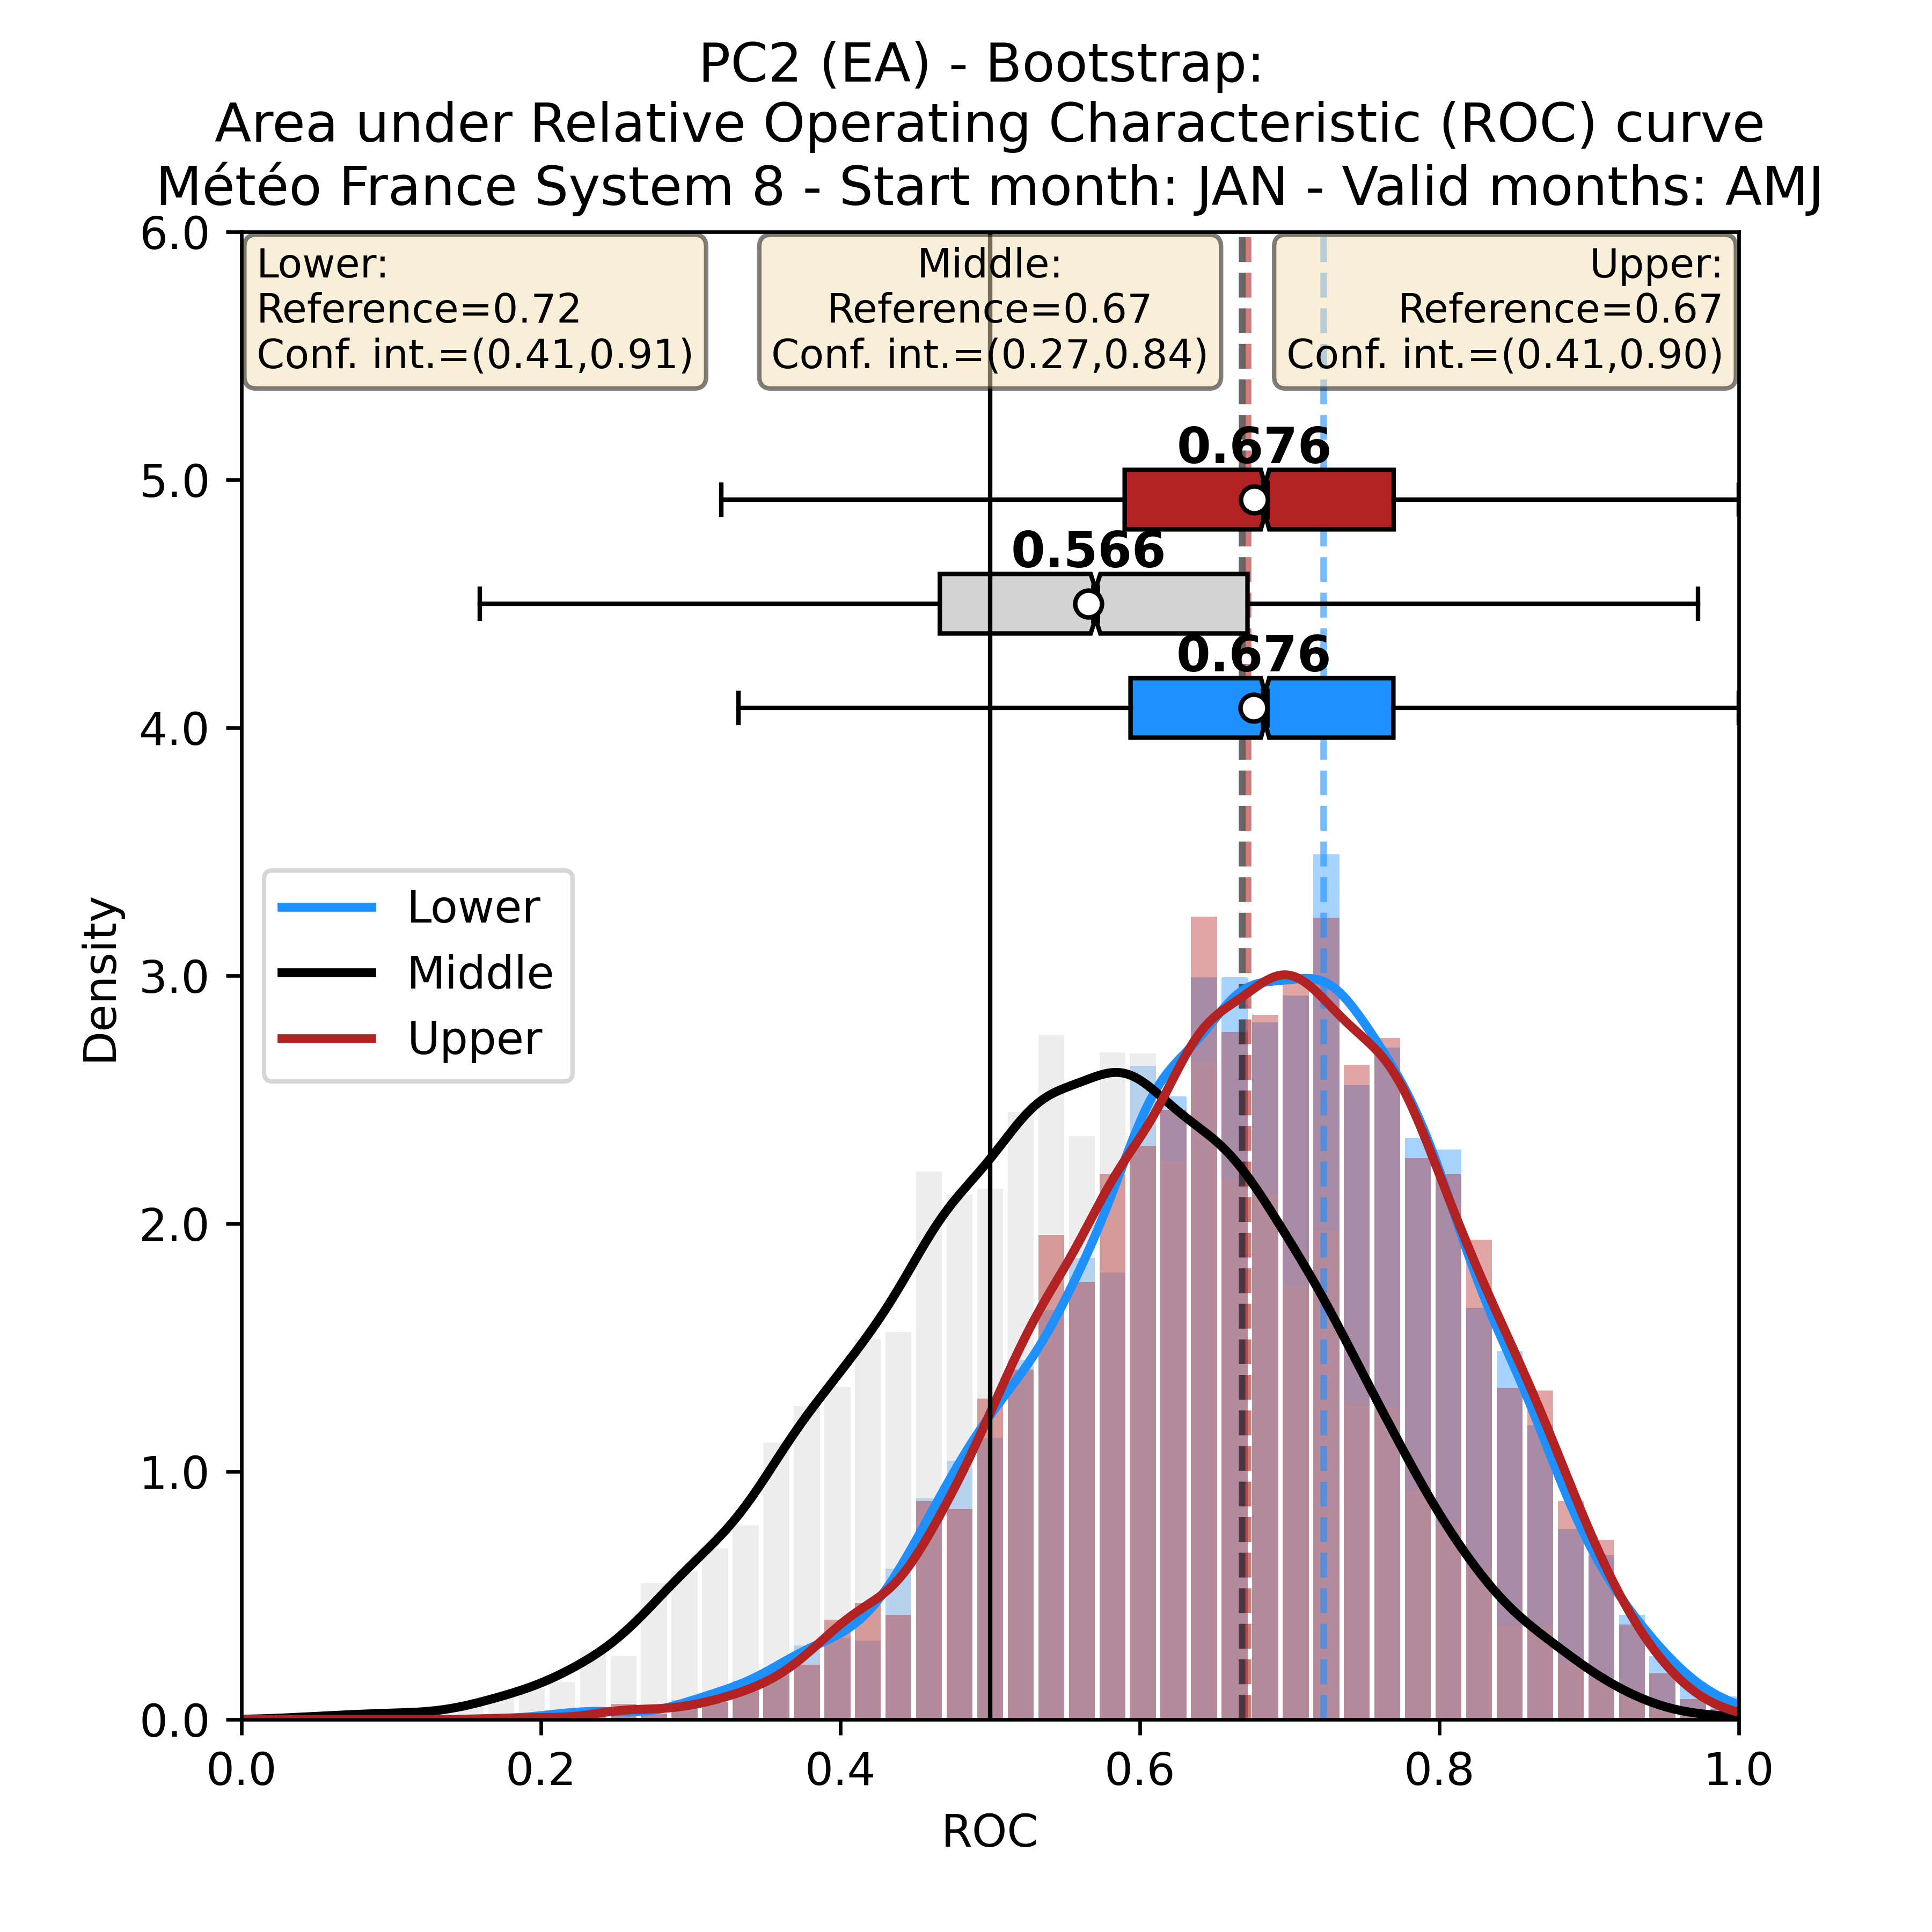 PC2 (EA) - Bootstrap:
Area under Relative Operating Characteristic (ROC) curve
Météo France System 8 - Start month: JAN - Valid months: AMJ
Lower:
Reference=0.72
Conf. int.=(0.41,0.91)
Middle:
Reference=0.67
Conf. int.=(0.27,0.84)
Upper:
Reference=0.67
Conf. int.=(0.41,0.90)
0.676
0.566
0.676
Lower
Middle
Upper
Density
6.0
5.0
4.0
3.0
2.0
1.0
0.0
0.0 0.2 0.4 0.6 0.8 1.0
ROC